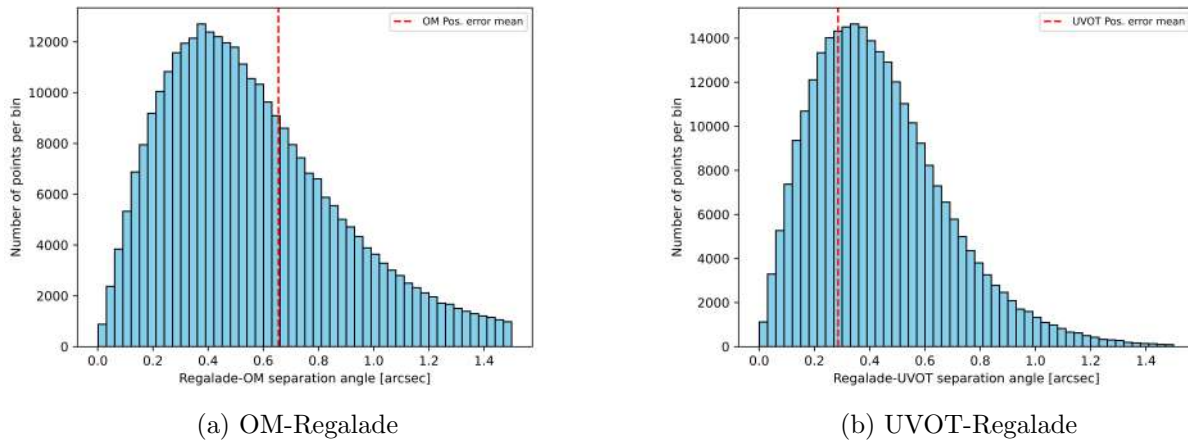 OM Pos. error mean
12000
10000
8000
6000
4000
2000
0
Number of points per bin
0.0 0.2 0.4 0.6 0.8 1.0 1.2 1.4
Regalade-OM separation angle [arcsec]
(a) OM-Regalade
UVOT Pos. error mean
14000
12000
10000
8000
6000
4000
2000
0
Number of points per bin
0.0 0.2 0.4 0.6 0.8 1.0 1.2 1.4
Regalade-UVOT separation angle [arcsec]
(b) UVOT-Regalade